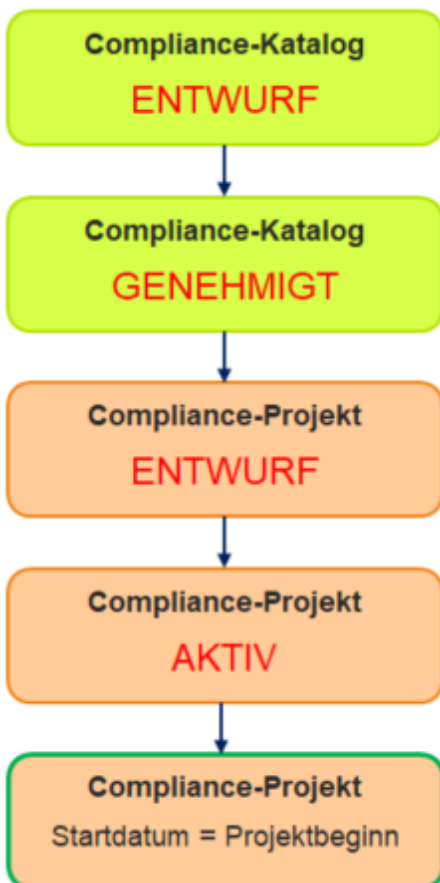 Compliance-Katalog
ENTWURF
Compliance-Katalog
GENEHMIGT
Compliance-Projekt
ENTWURF
Compliance-Projekt
AKTIV
Compliance-Projekt
Startdatum = Projektbeginn